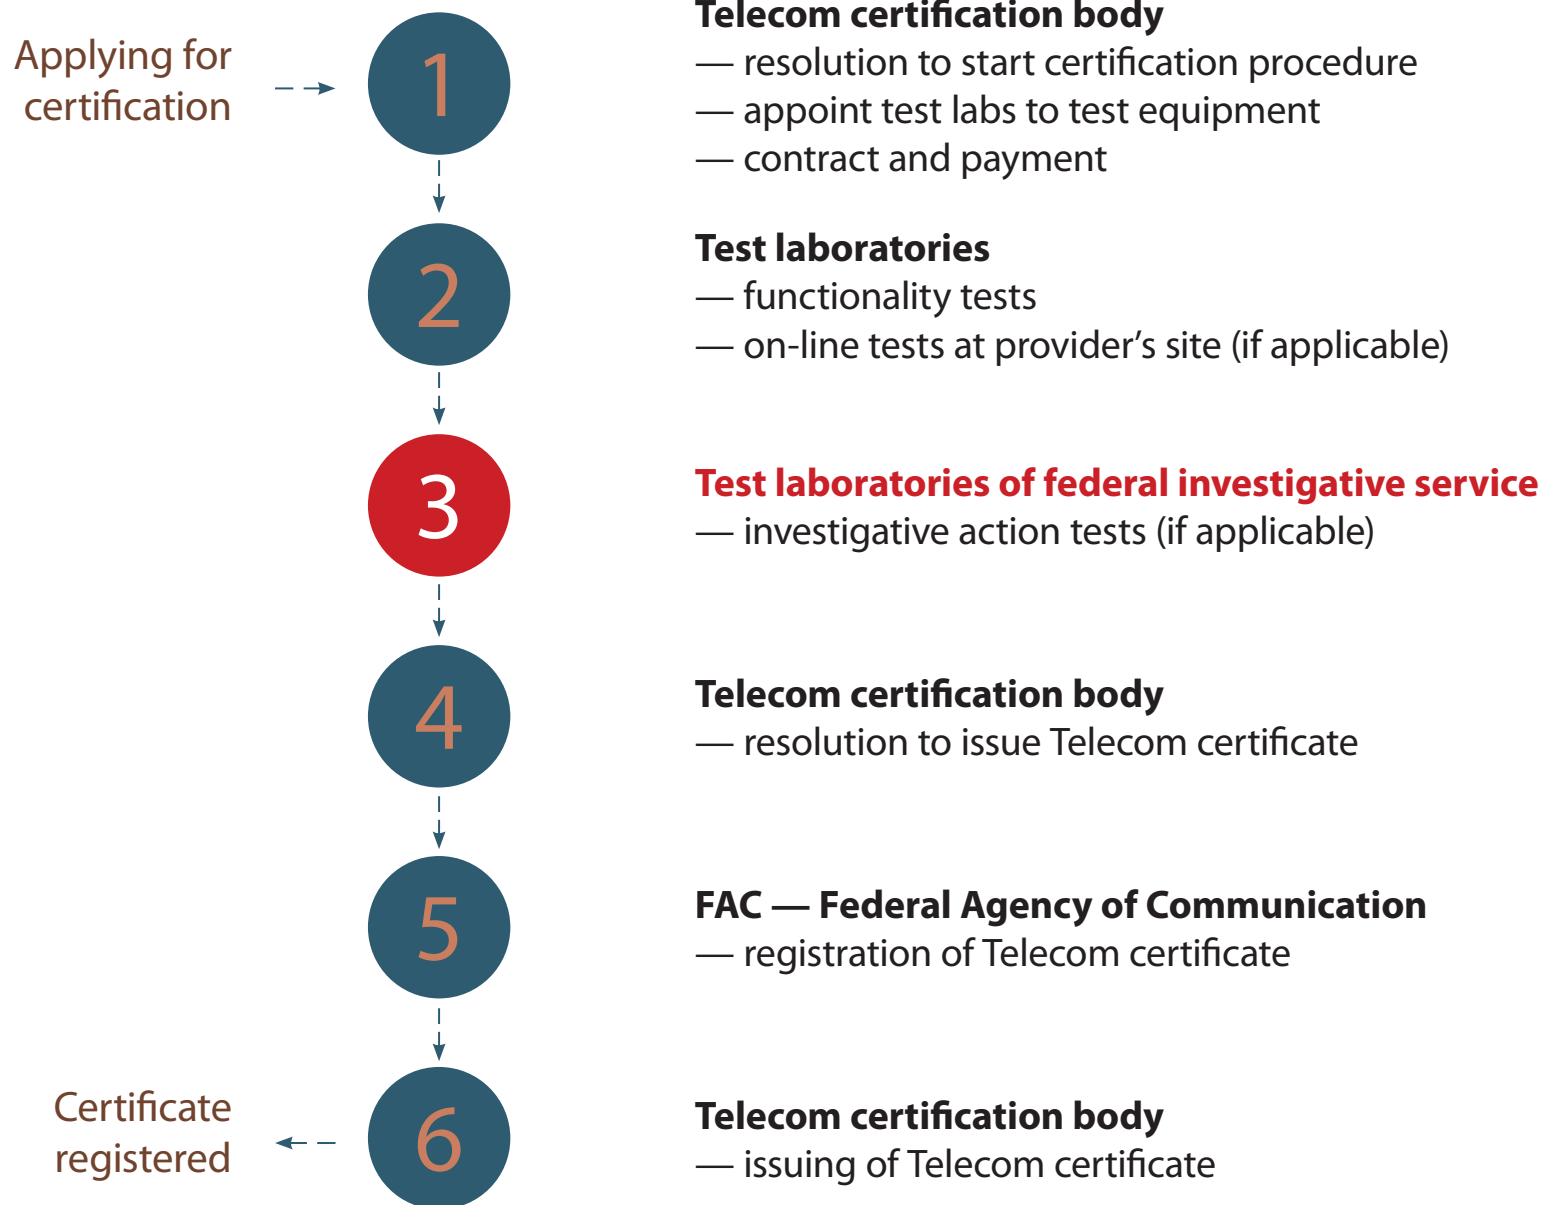 Applying for
certification
1
Telecom certification body
— resolution to start certification procedure
— appoint test labs to test equipment
— contract and payment
2
Test laboratories
— functionality tests
— on-line tests at provider’s site (if applicable)
3
Test laboratories of federal investigative service
— investigative action tests (if applicable)
4
Telecom certification body
— resolution to issue Telecom certificate
5
FAC — Federal Agency of Communication
— registration of Telecom certificate
Certificate
registered
6
Telecom certification body
— issuing of Telecom certificate